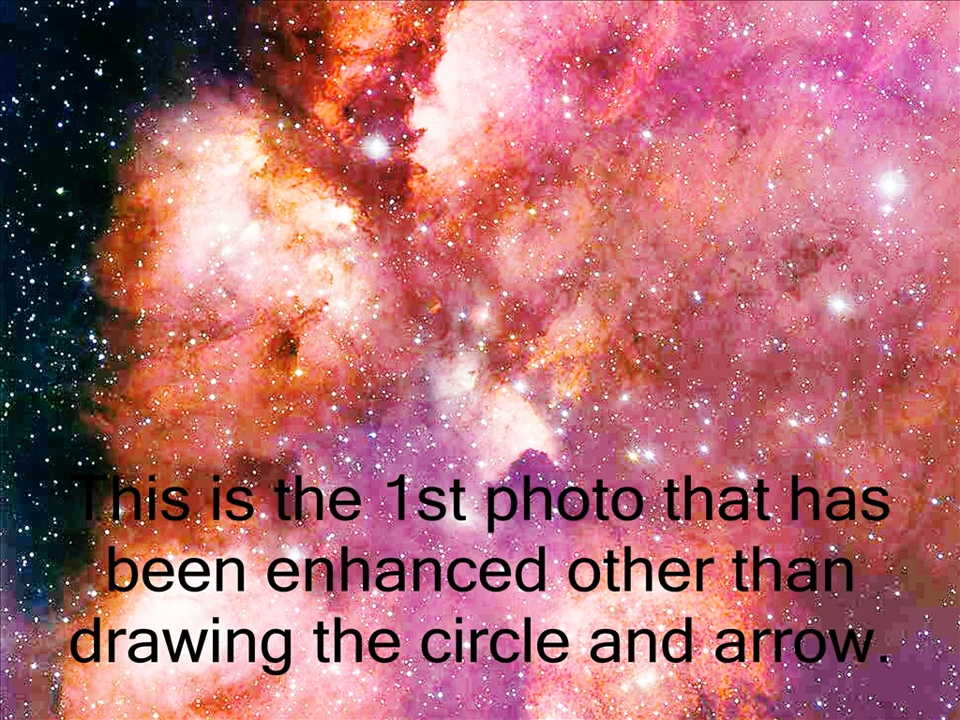 This is the 1st photo that has
been enhanced other than
drawing the circle and arrow.